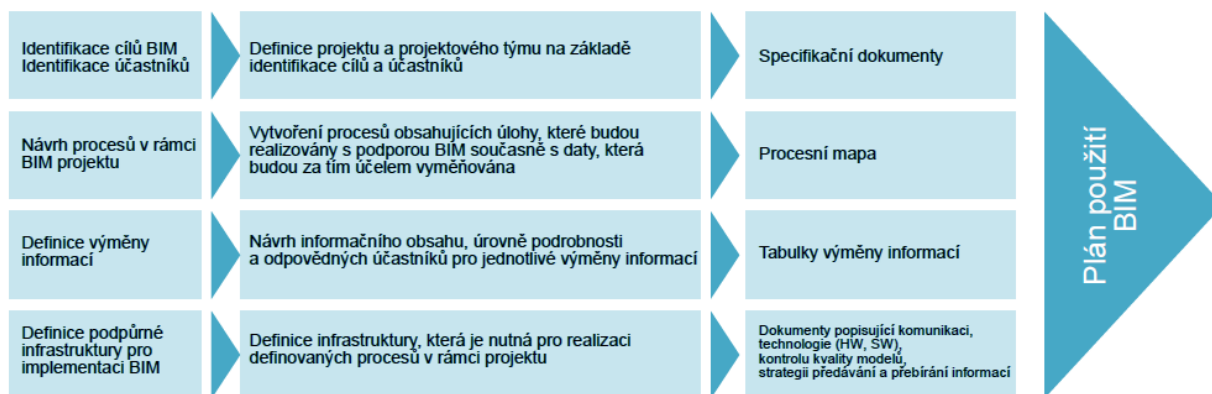 Identifikace cílů BIM
Identifikace účastníků
Definice projektu a projektového týmu na základě
identifikace cílů a účastníků
Specifikační dokumenty
Návrh procesů v rámci
BIM projektu
Vytvoření procesů obsahujících úlohy, které budou
realizovány s podporou BIM současně s daty, která
budou za tím účelem vyměňována
Procesní mapa
Definice výměny
informací
Návrh informačního obsahu, úrovně podrobnosti
a odpovědných účastníků pro jednotlivé výměny informací
Tabulky výměny informací
Definice podpůrné
infrastruktury pro
implementaci BIM
Definice infrastruktury, která je nutná pro realizaci
definovaných procesů v rámci projektu
Dokumenty popisující komunikaci,
technologie (HW, SW),
kontrolu kvality modelů,
strategii předávání a přebírání informací
Plán použití
BIM